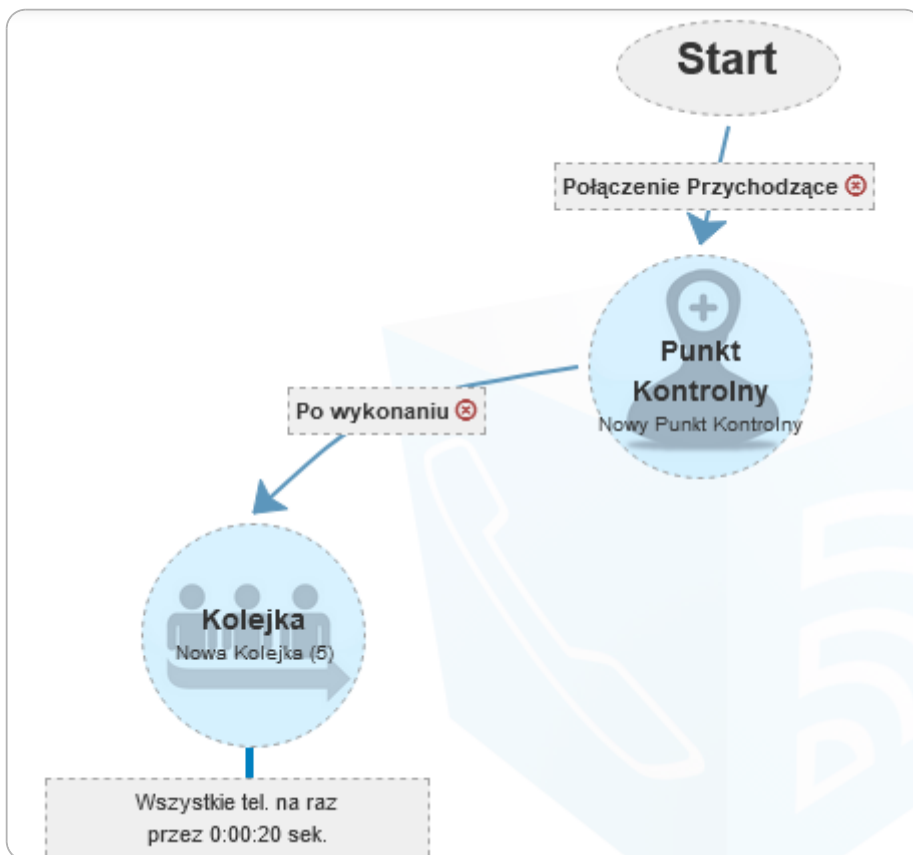 Start
Połączenie Przychodzące
Punkt
Kontrolny
Nowy Punkt Kontrolny
Po wykonaniu
Kolejka
Nowa Kolejka (5)
Wszystkie tel. na raz
przez 0:00:20 sek.